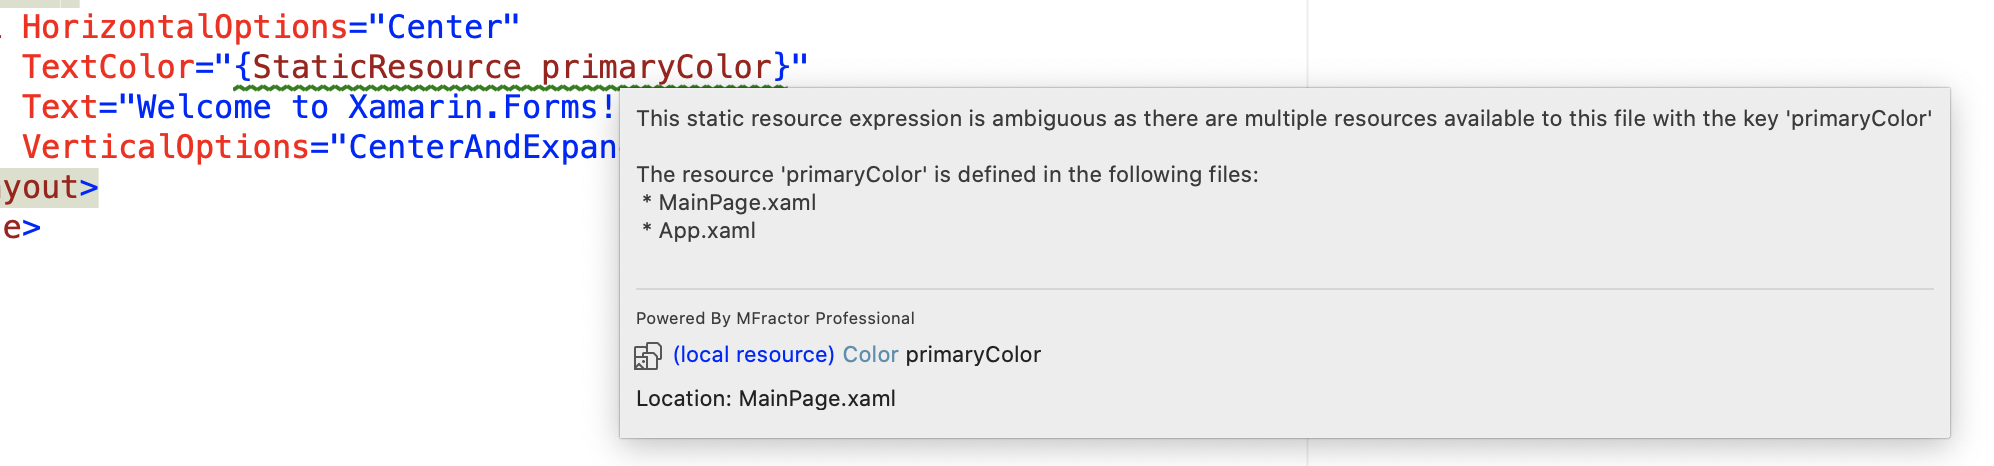 HorizontalOptions="Center"
TextColor="{StaticResource primaryColor}"
Text="Welcome to Xamarin.Forms!
VerticalOptions="CenterAndExpan
yout>
e>
This static resource expression is ambiguous as there are multiple resources available to this file with the key 'primaryColor'
The resource 'primaryColor' is defined in the following files:
* MainPage.xaml
* App.xaml
Powered By MFractor Professional
(local resource) Color primaryColor
Location: MainPage.xaml